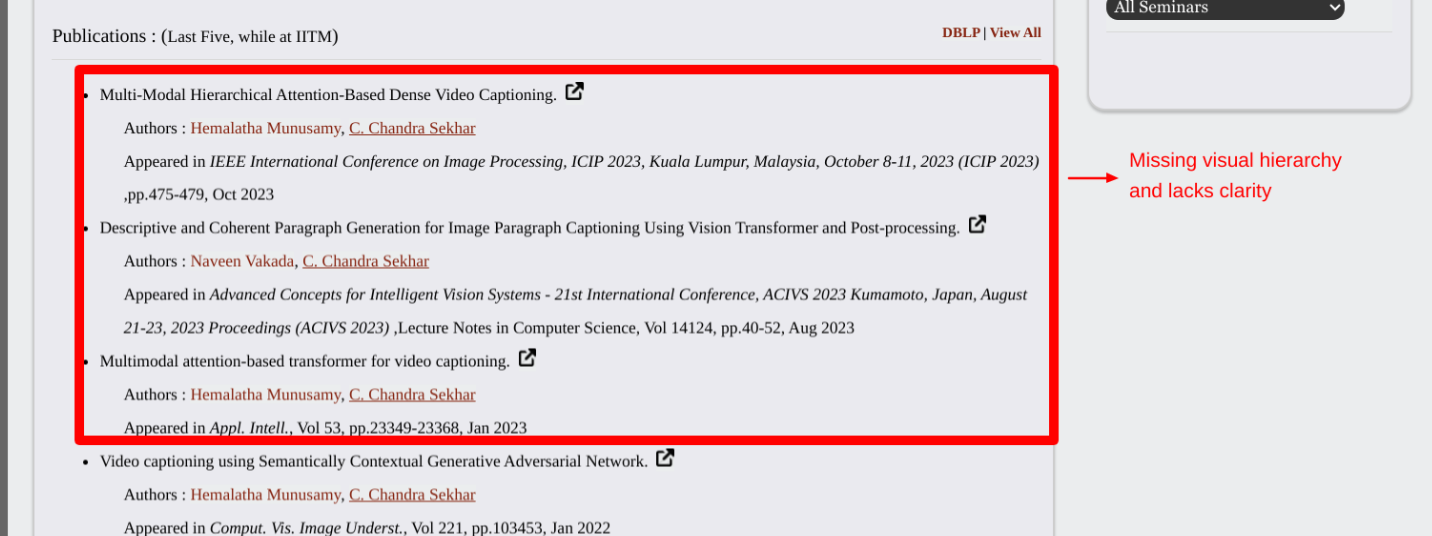 All Seminars
Publications : (Last Five, while at IITM)
DBLP | View All
• Multi-Modal Hierarchical Attention-Based Dense Video Captioning.
Authors : Hemalatha Munusamy, C. Chandra Sekhar
Appeared in IEEE International Conference on Image Processing, ICIP 2023, Kuala Lumpur, Malaysia, October 8-11, 2023 (ICIP 2023)
,pp.475-479, Oct 2023
• Descriptive and Coherent Paragraph Generation for Image Paragraph Captioning Using Vision Transformer and Post-processing.
Authors : Naveen Vakada, C. Chandra Sekhar
Appeared in Advanced Concepts for Intelligent Vision Systems - 21st International Conference, ACIVS 2023 Kumamoto, Japan, August
21-23, 2023 Proceedings (ACIVS 2023) ,Lecture Notes in Computer Science, Vol 14124, pp.40-52, Aug 2023
• Multimodal attention-based transformer for video captioning.
Authors : Hemalatha Munusamy, C. Chandra Sekhar
Appeared in Appl. Intell., Vol 53, pp.23349-23368, Jan 2023
• Video captioning using Semantically Contextual Generative Adversarial Network.
Authors : Hemalatha Munusamy, C. Chandra Sekhar
Appeared in Comput. Vis. Image Underst., Vol 221, pp.103453, Jan 2022
Missing visual hierarchy
and lacks clarity